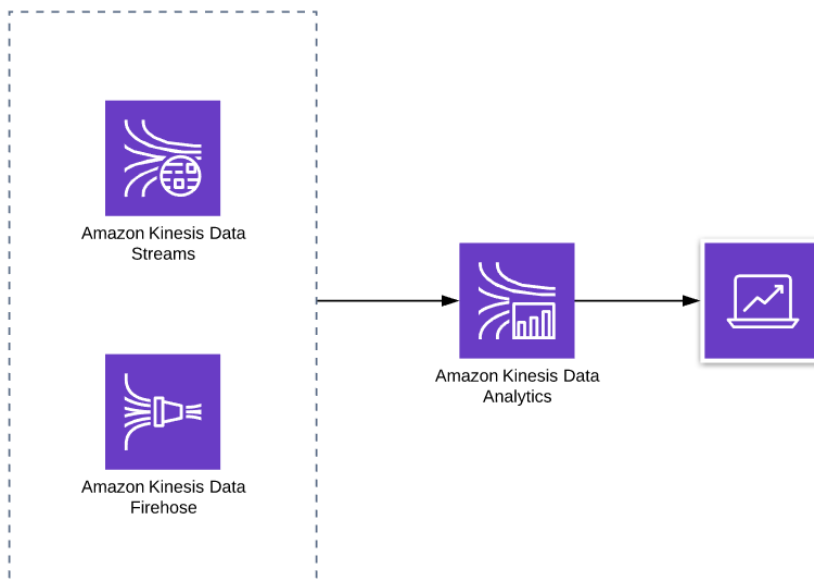 Amazon Kinesis Data
Streams
Amazon Kinesis Data
Analytics
Amazon Kinesis Data
Firehose